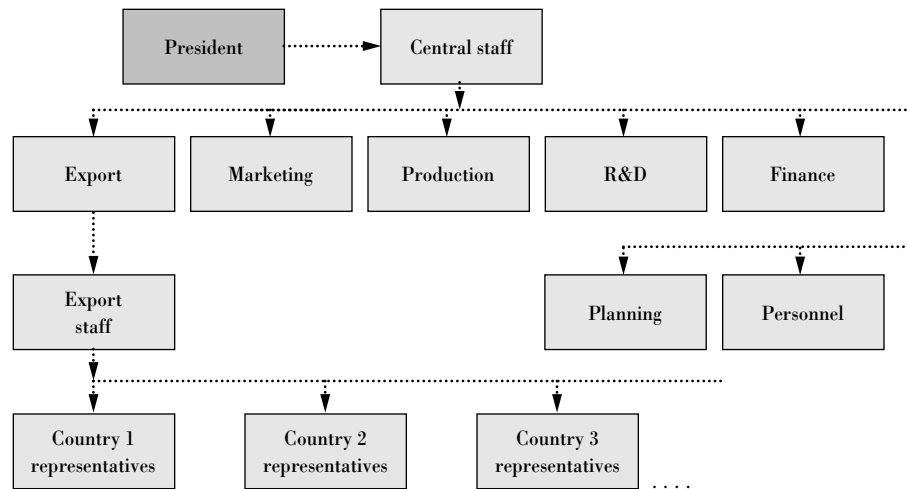 President
Central staff
Export
Marketing
Production
R&D
Finance
Export
staff
Planning
Personnel
Country 1
representatives
Country 2
representatives
Country 3
representatives
. . . .